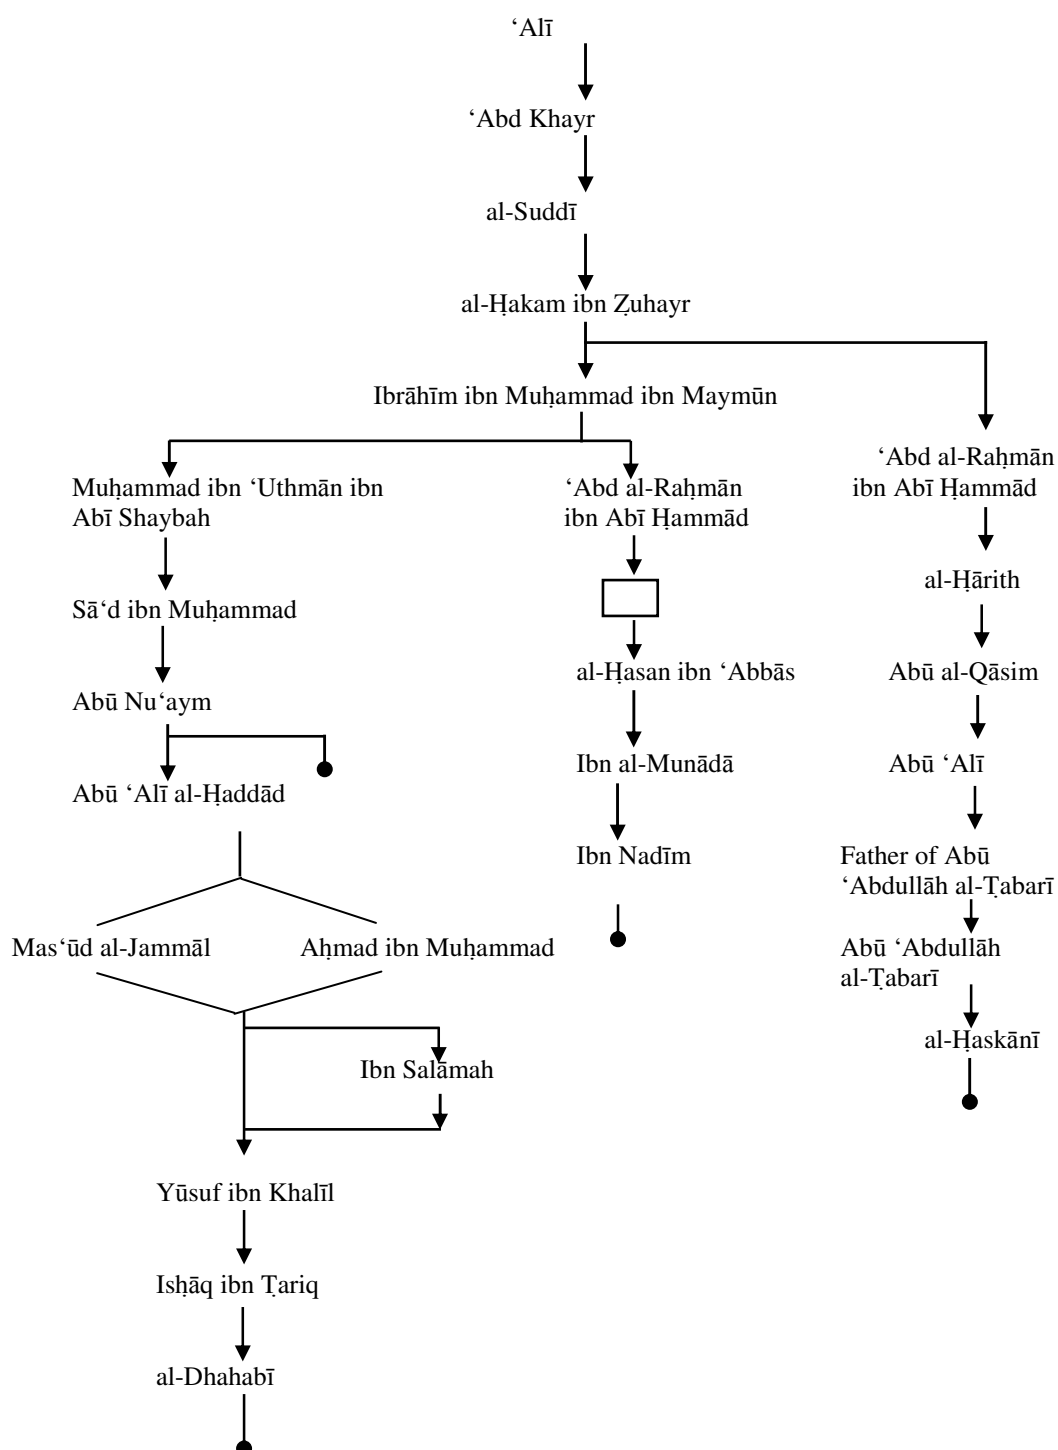 ‘Alī
‘Abd Khayr
al-Suddī
al-Ḥakam ibn Ẓuhayr
Ibrāhīm ibn Muḥammad ibn Maymūn
Muḥammad ibn ‘Uthmān ibn
Abī Shaybah
Sā‘d ibn Muḥammad
Abū Nu‘aym
Abū ‘Alī al-Ḥaddād
Mas‘ūd al-Jammāl
Aḥmad ibn Muḥammad
Ibn Salāmah
Yūsuf ibn Khalīl
Isḥāq ibn Ṭariq
al-Dhahabī
‘Abd al-Raḥmān
ibn Abī Ḥammād
al-Ḥasan ibn ‘Abbās
Ibn al-Munādā
Ibn Nadīm
‘Abd al-Raḥmān
ibn Abī Ḥammād
al-Ḥārith
Abū al-Qāsim
Abū ‘Alī
Father of Abū
‘Abdullāh al-Ṭabarī
Abū ‘Abdullāh
al-Ṭabarī
al-Ḥaskānī